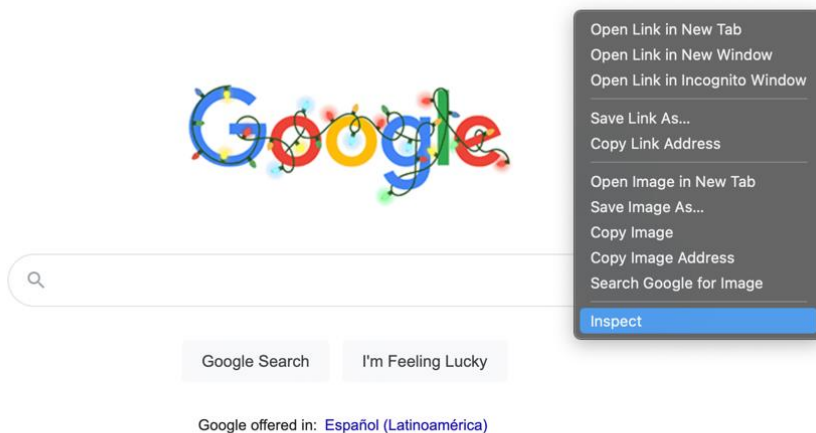 Google
Open Link in New Tab
Open Link in New Window
Open Link in Incognito Window
Save Link As...
Copy Link Address
Open Image in New Tab
Save Image As...
Copy Image
Copy Image Address
Search Google for Image
Inspect
Google Search
I'm Feeling Lucky
Google offered in: Español (Latinoamérica)